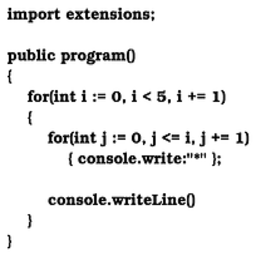 import extensions;
public program()
{
for(int i := 0, i < 5, i += 1)
{
for(int j := 0, j <= i, j += 1)
{ console.write:"*" };
console.writeLine()
}
}